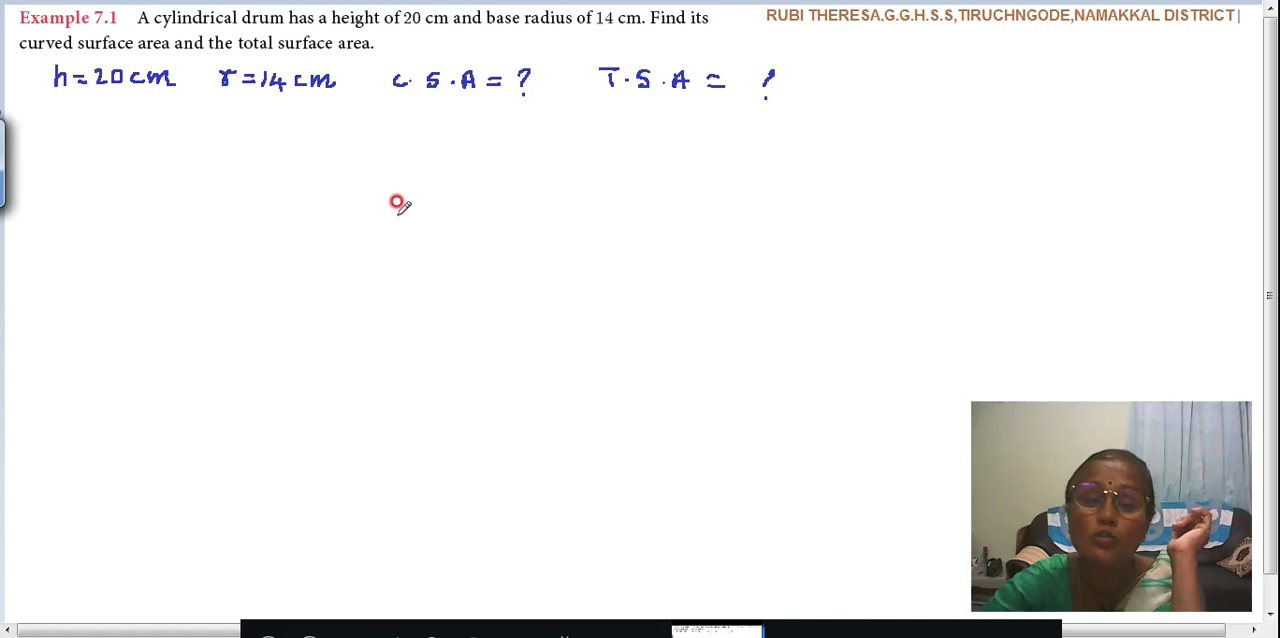 Example 7.1 A cylindrical drum has a height of 20 cm and base radius of 14 cm. Find its
curved surface area and the total surface area.
RUBI THERESA,G.G.H.S.S,TIRUCHNGODE,NAMAKKAL DISTRICT
h = 20 cm r = 14 cm C.S.A = ? T.S.A = ?